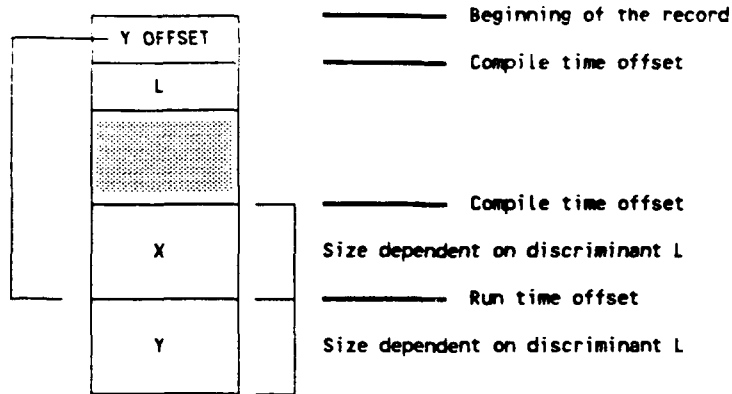 Beginning of the record
Y OFFSET
Compile time offset
L
Compile time offset
X
Size dependent on discriminant L
Run time offset
Y
Size dependent on discriminant L